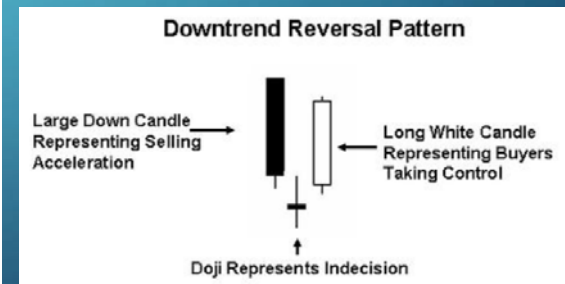 Downtrend Reversal Pattern
Large Down Candle
Representing Selling
Acceleration
Long White Candle
Representing Buyers
Taking Control
Doji Represents Indecision